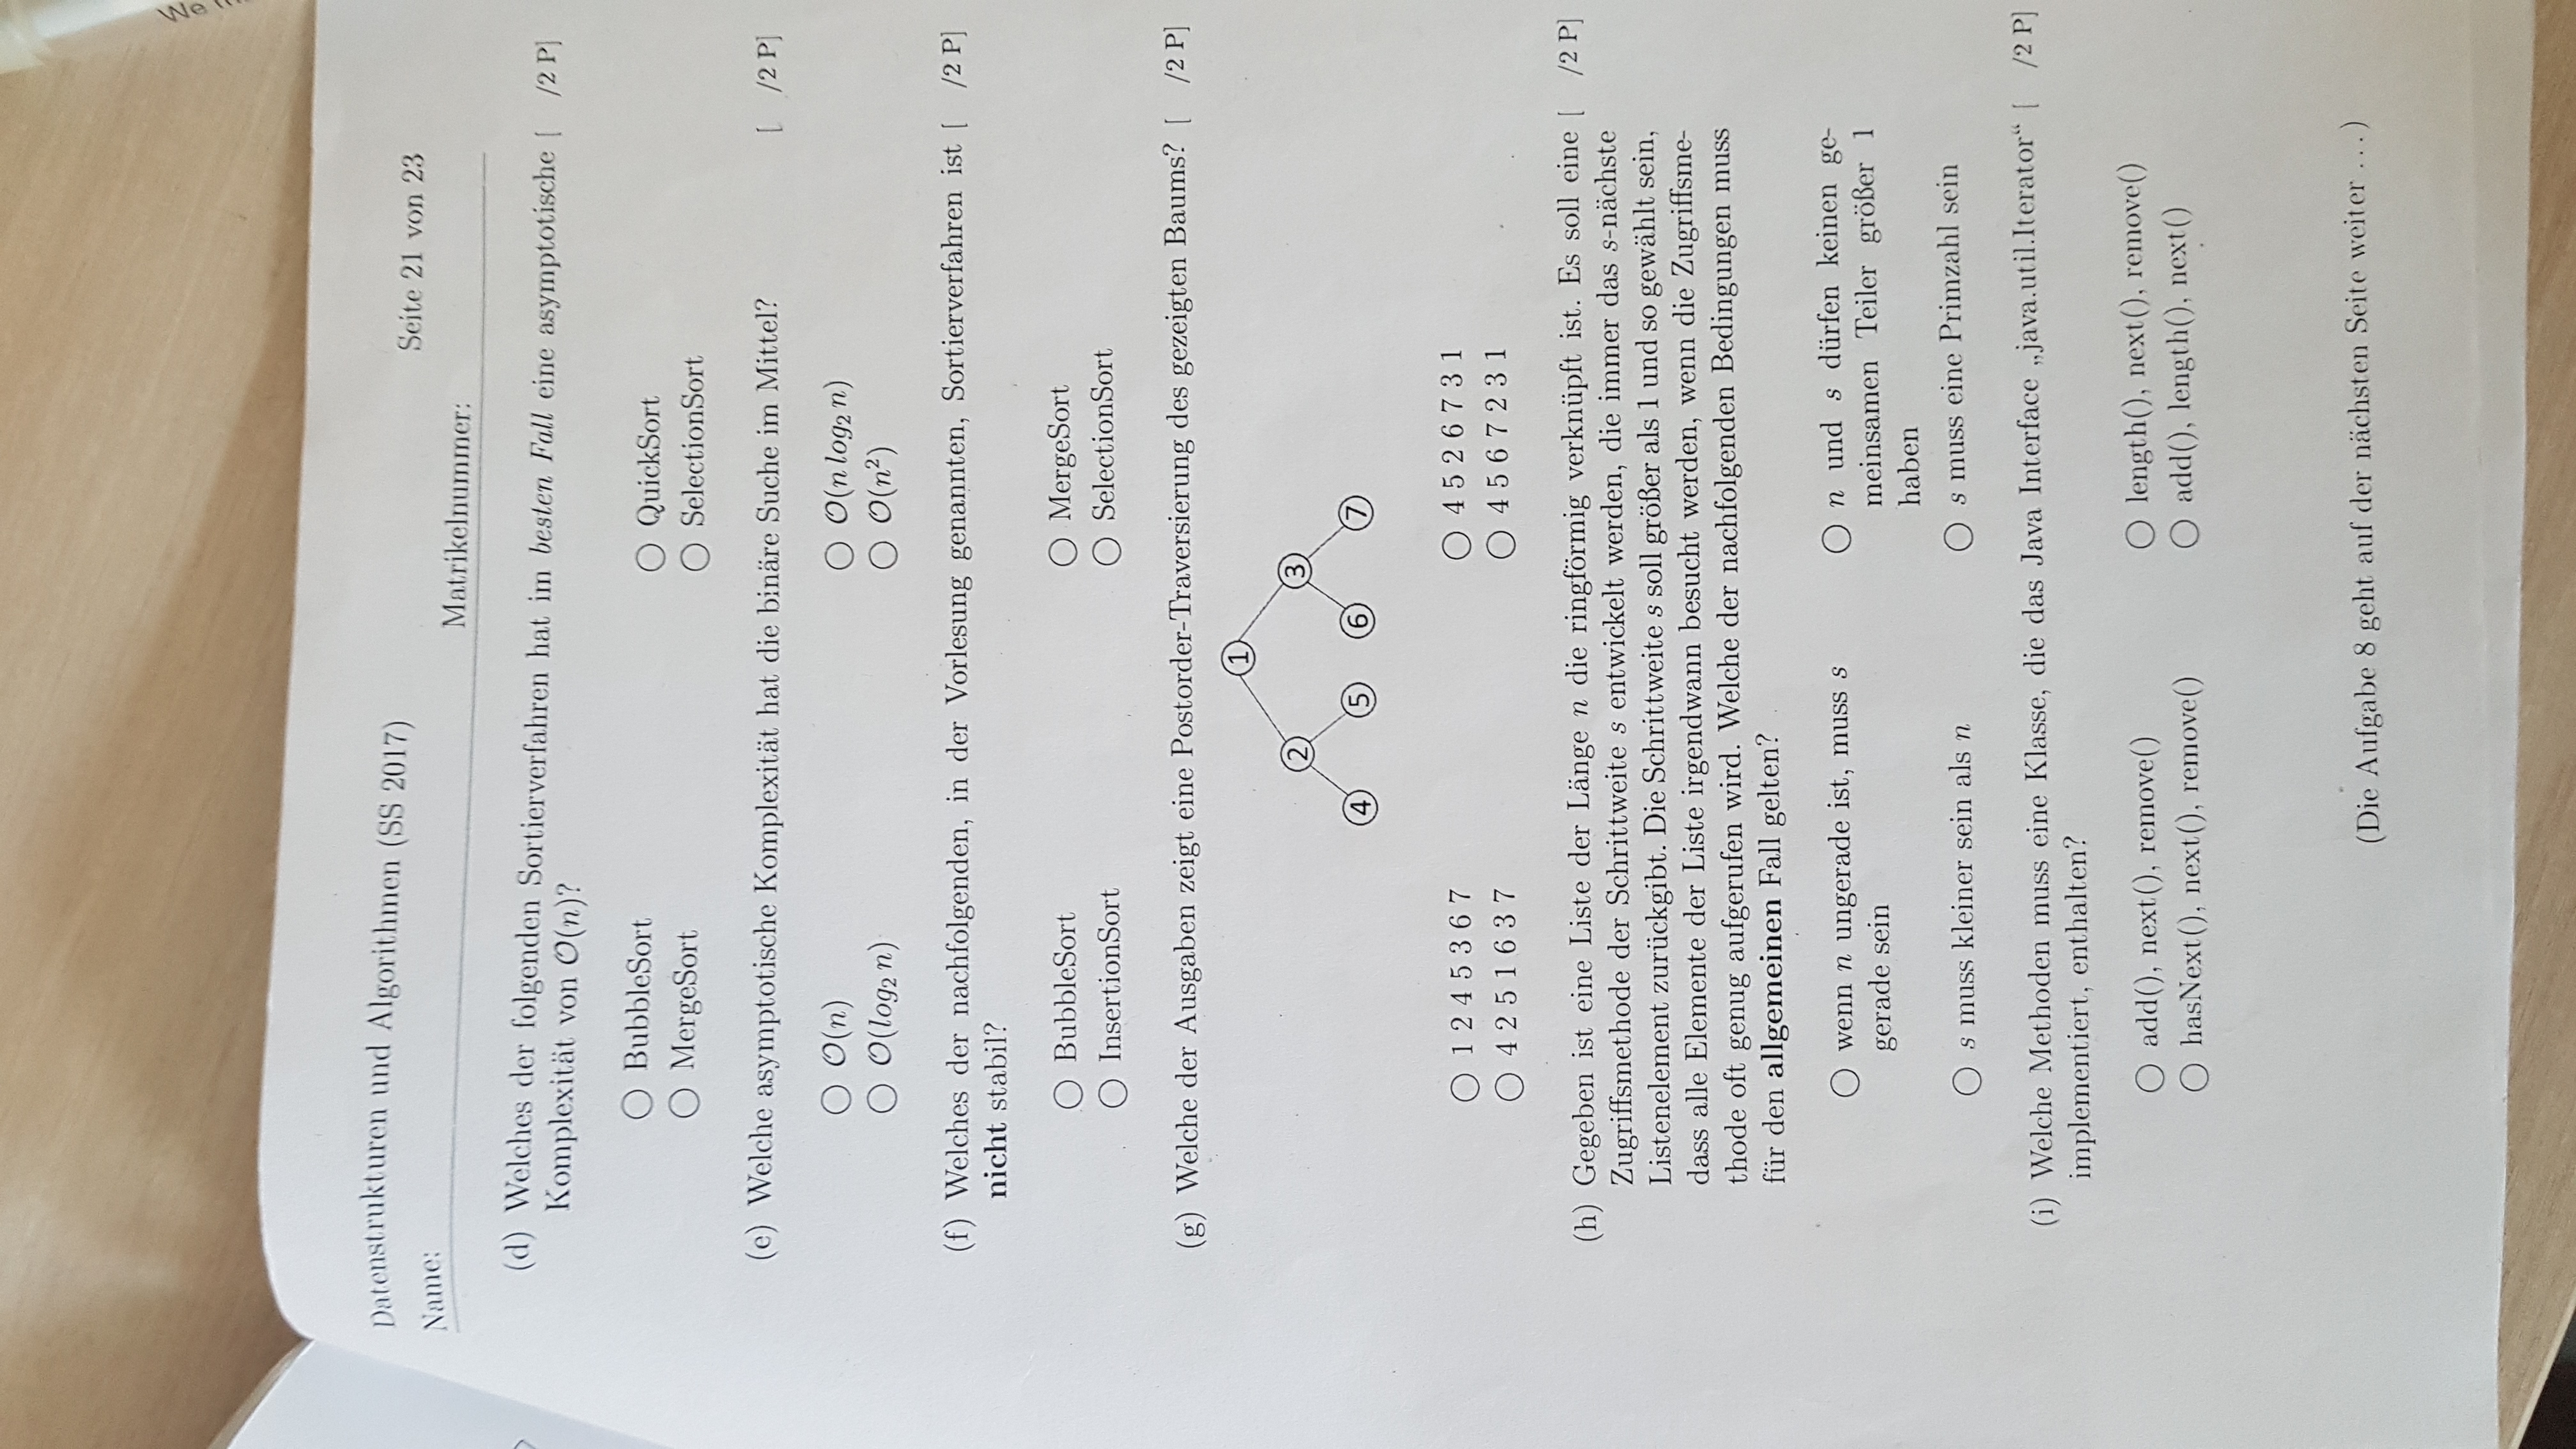 Datenstrukturen und Algorithmen (SS 2017)
Seite 21 von 23
Name:
Matrikelnummer:
(d) Welches der folgenden Sortierverfahren hat im besten Fall eine asymptotische [ /2 P]
Komplexität von O(n)?
BubbleSort
QuickSort
MergeSort
SelectionSort
(e) Welche asymptotische Komplexität hat die binäre Suche im Mittel? [ /2 P]
O(n)
O(n log₂ n)
O(log₂ n)
O(n²)
(f) Welches der nachfolgenden, in der Vorlesung genannten, Sortierverfahren ist [ /2 P]
nicht stabil?
BubbleSort
MergeSort
InsertionSort
SelectionSort
(g) Welche der Ausgaben zeigt eine Postorder-Traversierung des gezeigten Baums? [ /2 P]
1
2 3
4 5 6 7
1 2 4 5 3 6 7
4 5 2 6 7 3 1
4 2 5 1 6 3 7
4 5 6 7 2 3 1
(h) Gegeben ist eine Liste der Länge n die ringförmig verknüpft ist. Es soll eine [ /2 P]
Zugriffsmethode der Schrittweite s entwickelt werden, die immer das s-nächste
Listenelement zurückgibt. Die Schrittweite s soll größer als 1 und so gewählt sein,
dass alle Elemente der Liste irgendwann besucht werden, wenn die Zugriffsme-
thode oft genug aufgerufen wird. Welche der nachfolgenden Bedingungen muss
für den allgemeinen Fall gelten?
wenn n ungerade ist, muss s
gerade sein
n und s dürfen keinen ge-
meinsamen Teiler größer 1
haben
s muss kleiner sein als n
s muss eine Primzahl sein
(i) Welche Methoden muss eine Klasse, die das Java Interface „java.util.Iterator“ [ /2 P]
implementiert, enthalten?
add(), next(), remove()
length(), next(), remove()
hasNext(), next(), remove()
add(), length(), next()
(Die Aufgabe 8 geht auf der nächsten Seite weiter ...)